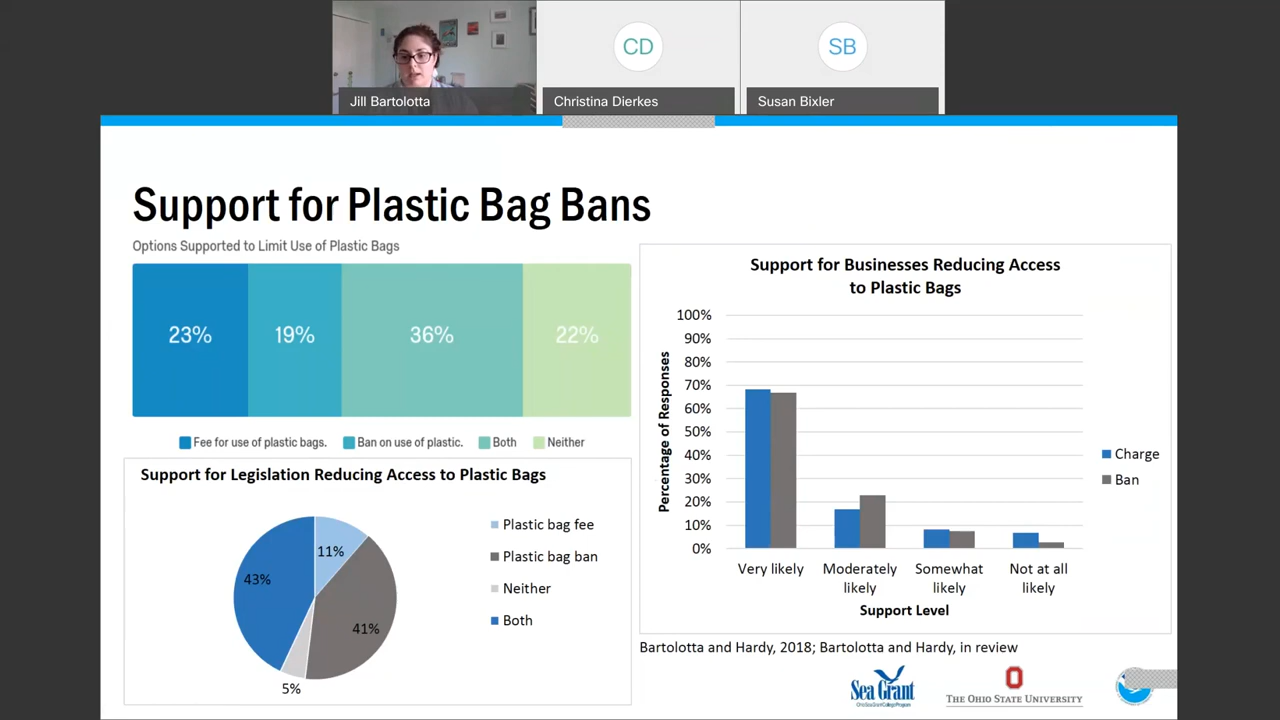 CD
SB
Jill Bartolotta
Christina Dierkes
Susan Bixler
Support for Plastic Bag Bans
Options Supported to Limit Use of Plastic Bags
23%
19%
36%
22%
Fee for use of plastic bags.
Ban on use of plastic.
Both
Neither
Support for Legislation Reducing Access to Plastic Bags
11%
43%
41%
5%
Plastic bag fee
Plastic bag ban
Neither
Both
Support for Businesses Reducing Access
to Plastic Bags
Percentage of Responses
100%
90%
80%
70%
60%
50%
40%
30%
20%
10%
0%
Very likely
Moderately
likely
Somewhat
likely
Not at all
likely
Support Level
Charge
Ban
Bartolotta and Hardy, 2018; Bartolotta and Hardy, in review
Sea Grant
Ohio Sea Grant College Program
THE OHIO STATE UNIVERSITY